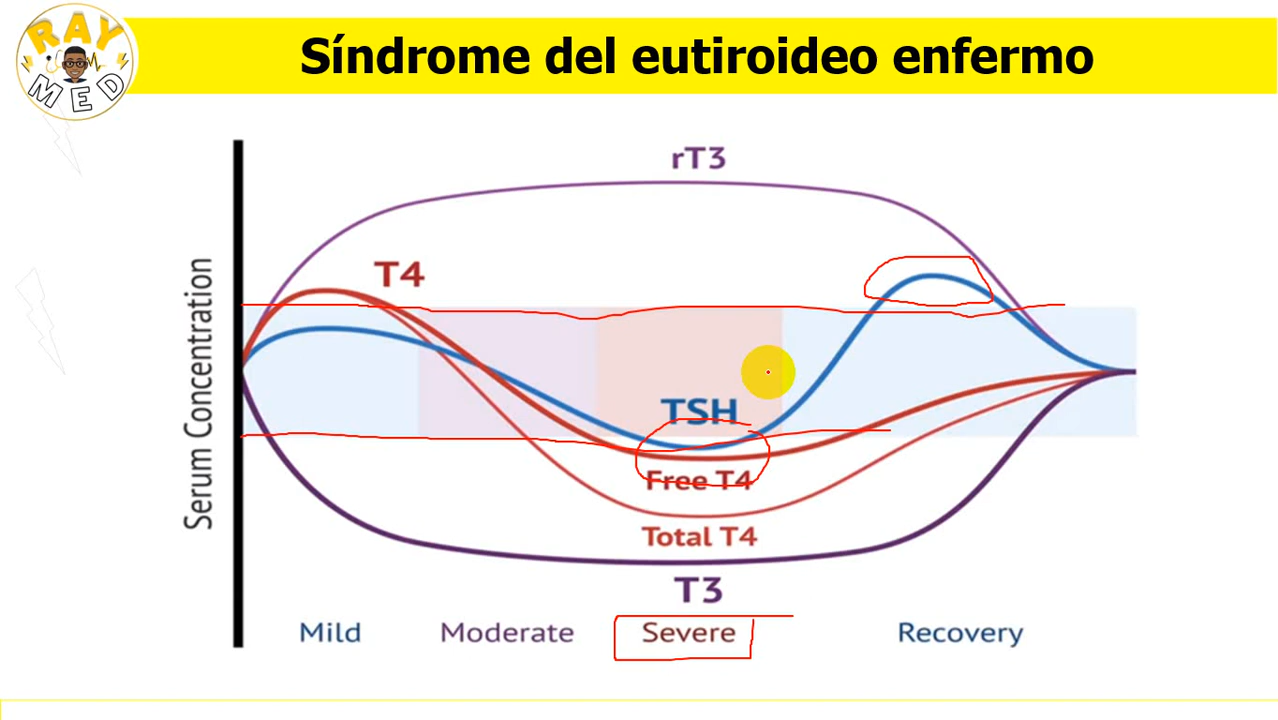 RAY
MED
Síndrome del eutiroideo enfermo
rT3
T4
Serum Concentration
TSH
Free T4
Total T4
T3
Mild
Moderate
Severe
Recovery